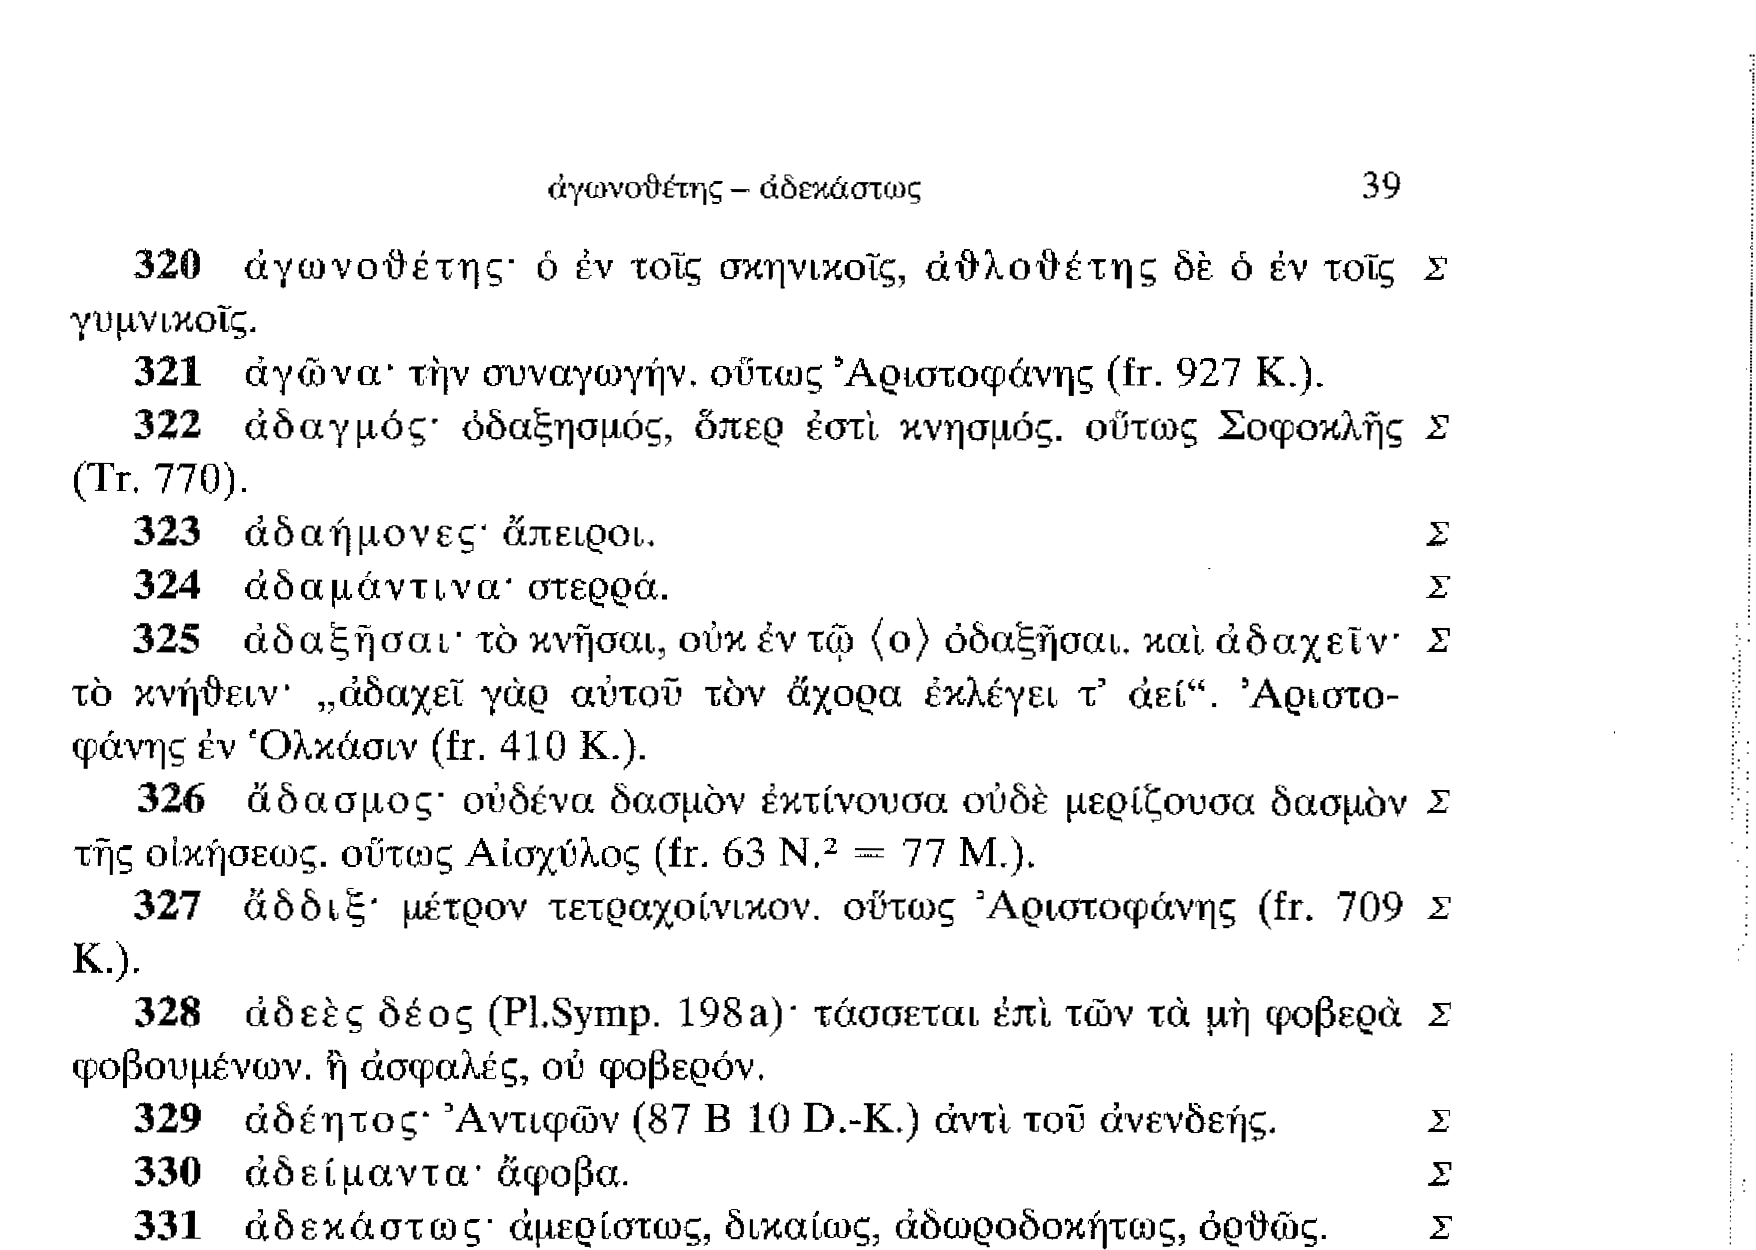 ἀγωνοθέτης – ἀδεκάστως 39
320 ἀγωνοθέτης· ὁ ἐν τοῖς σκηνικοῖς, ἀθλοθέτης δὲ ὁ ἐν τοῖς Σ
γυμνικοῖς.
321 ἀγῶνα· τὴν συναγωγήν. οὕτως Ἀριστοφάνης (fr. 927 K.).
322 ἀδαγμός· ὀδαξησμός, ὅπερ ἐστὶ κνησμός. οὕτως Σοφοκλῆς Σ
(Tr. 770).
323 ἀδαήμονες· ἄπειροι. Σ
324 ἀδαμάντινα· στερρά. Σ
325 ἀδαξῆσαι· τὸ κνῆσαι, οὐκ ἐν τῷ ⟨ο⟩ ὀδαξῆσαι. καὶ ἀδαχεῖν· Σ
τὸ κνήθειν· „ἀδαχεῖ γὰρ αὐτοῦ τὸν ἄχορα ἐκλέγει τ’ ἀεί“. Ἀριστο-
φάνης ἐν Ὁλκάσιν (fr. 410 K.).
326 ἄδασμος· οὐδένα δασμὸν ἐκτίνουσα οὐδὲ μερίζουσα δασμὸν Σ
τῆς οἰκήσεως. οὕτως Αἰσχύλος (fr. 63 N.² = 77 M.).
327 ἄδδιξ· μέτρον τετραχοίνικον. οὕτως Ἀριστοφάνης (fr. 709 Σ
K.).
328 ἀδεὲς δέος (Pl.Symp. 198a)· τάσσεται ἐπὶ τῶν τὰ μὴ φοβερὰ Σ
φοβουμένων. ἢ ἀσφαλές, οὐ φοβερόν.
329 ἀδέητος· Ἀντιφῶν (87 B 10 D.-K.) ἀντὶ τοῦ ἀνενδεής. Σ
330 ἀδείμαντα· ἄφοβα. Σ
331 ἀδεκάστως· ἀμερίστως, δικαίως, ἀδωροδοκήτως, ὀρθῶς. Σ